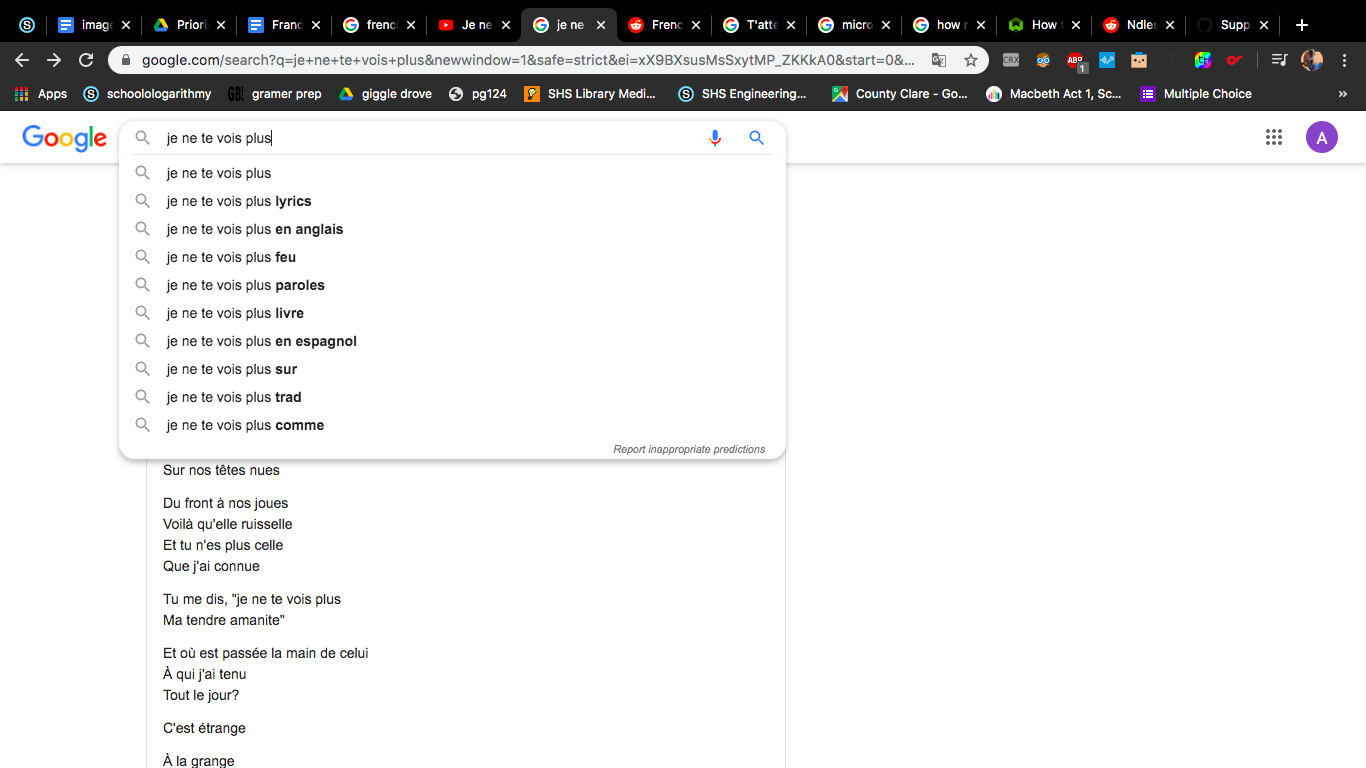 image
Priori
Franc
frenc
Je ne
je ne
Frenc
T'atte
micro
how r
How
Ndles
Supp
google.com/search?q=je+ne+te+vois+plus&newwindow=1&safe=strict&ei=xX9BXsusMsSxytMP_ZKKkA0&start=0&...
CRX
ABP
1
Apps
schoolologarithmy
GB!
gramer prep
giggle drove
pg124
SHS Library Medi...
SHS Engineering...
County Clare - Go...
Macbeth Act 1, Sc...
Multiple Choice
»
Google
je ne te vois plus
A
je ne te vois plus
je ne te vois plus lyrics
je ne te vois plus en anglais
je ne te vois plus feu
je ne te vois plus paroles
je ne te vois plus livre
je ne te vois plus en espagnol
je ne te vois plus sur
je ne te vois plus trad
je ne te vois plus comme
Report inappropriate predictions
Sur nos têtes nues
Du front à nos joues
Voilà qu'elle ruisselle
Et tu n'es plus celle
Que j'ai connue
Tu me dis, "je ne te vois plus
Ma tendre amanite"
Et où est passée la main de celui
À qui j'ai tenu
Tout le jour?
C'est étrange
À la grange